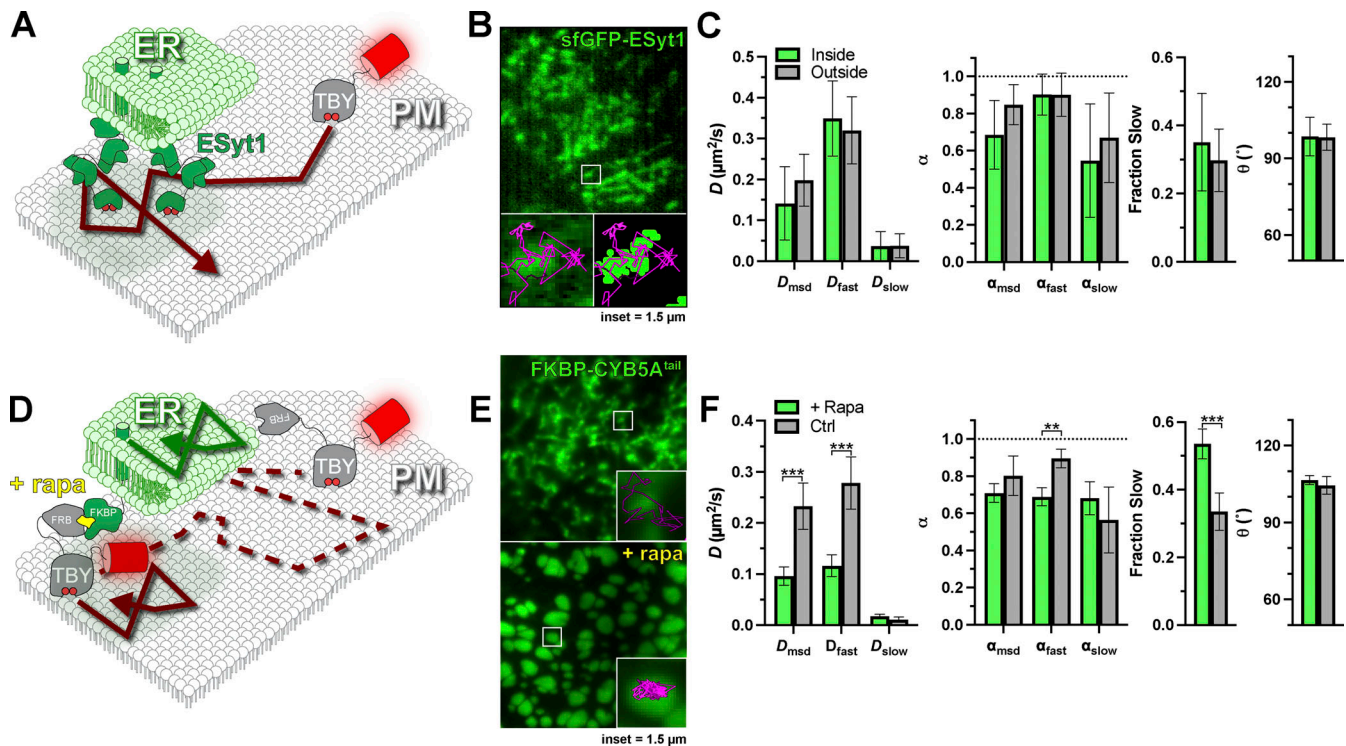 A
ER
TBY
PM
ESyt1
B
sfGFP-ESyt1
inset = 1.5 µm
C
Inside
Outside
D (µm²/s)
0.5
0.4
0.3
0.2
0.1
0.0
Dmsd Dfast Dslow
α
1.0
0.8
0.6
0.4
0.2
0.0
αmsd αfast αslow
Fraction Slow
0.6
0.4
0.2
0.0
θ (°)
120
90
60
D
ER
FRB
TBY
PM
+ rapa
FRB
FKBP
TBY
E
FKBP-CYB5Atail
+ rapa
inset = 1.5 µm
F
+ Rapa
Ctrl
D (µm²/s)
0.4
0.3
0.2
0.1
0.0
*** ***
Dmsd Dfast Dslow
α
1.0
0.8
0.6
0.4
0.2
0.0
**
αmsd αfast αslow
Fraction Slow
0.6
0.4
0.2
0.0
***
θ (°)
120
90
60